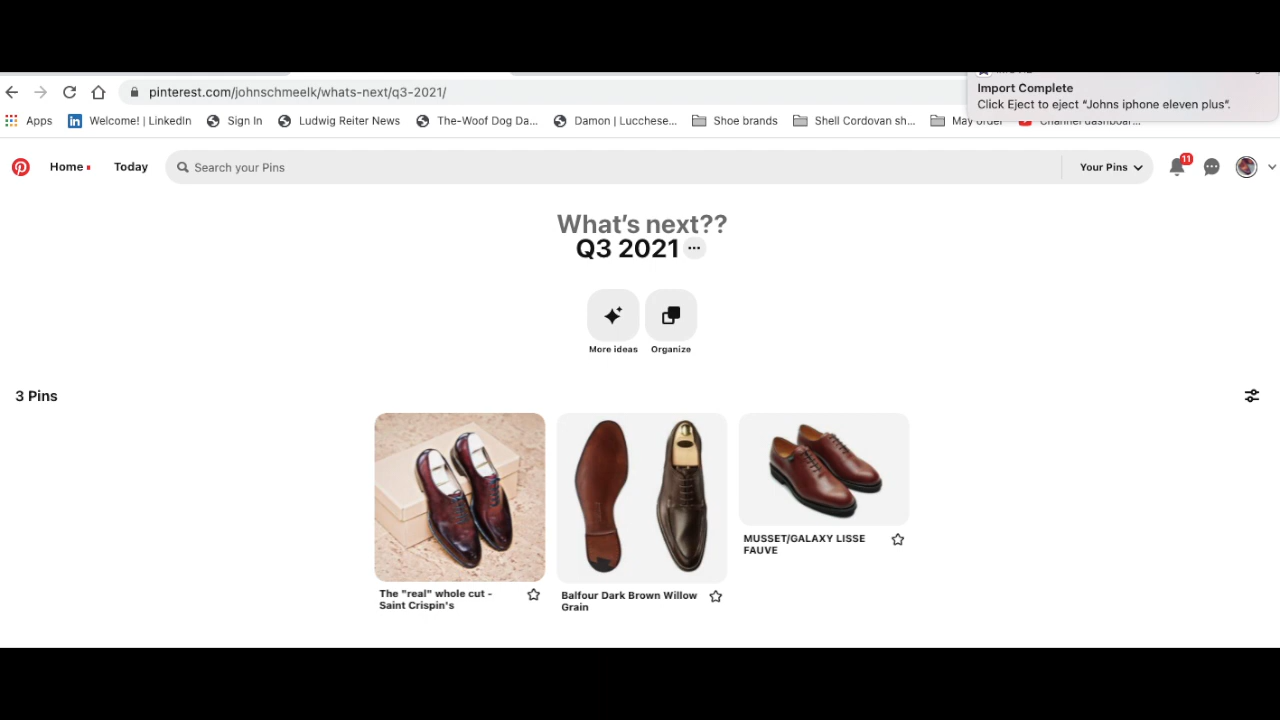 Import Complete
Click Eject to eject “Johns iphone eleven plus”.
pinterest.com/johnschmeelk/whats-next/q3-2021/
Apps
Welcome! | LinkedIn
Sign In
Ludwig Reiter News
The-Woof Dog Da...
Damon | Lucchese...
Shoe brands
Shell Cordovan sh...
May order
Channel dashboar...
Home
Today
Search your Pins
Your Pins
11
What’s next??
Q3 2021
More ideas
Organize
3 Pins
The "real" whole cut -
Saint Crispin's
Balfour Dark Brown Willow
Grain
MUSSET/GALAXY LISSE
FAUVE